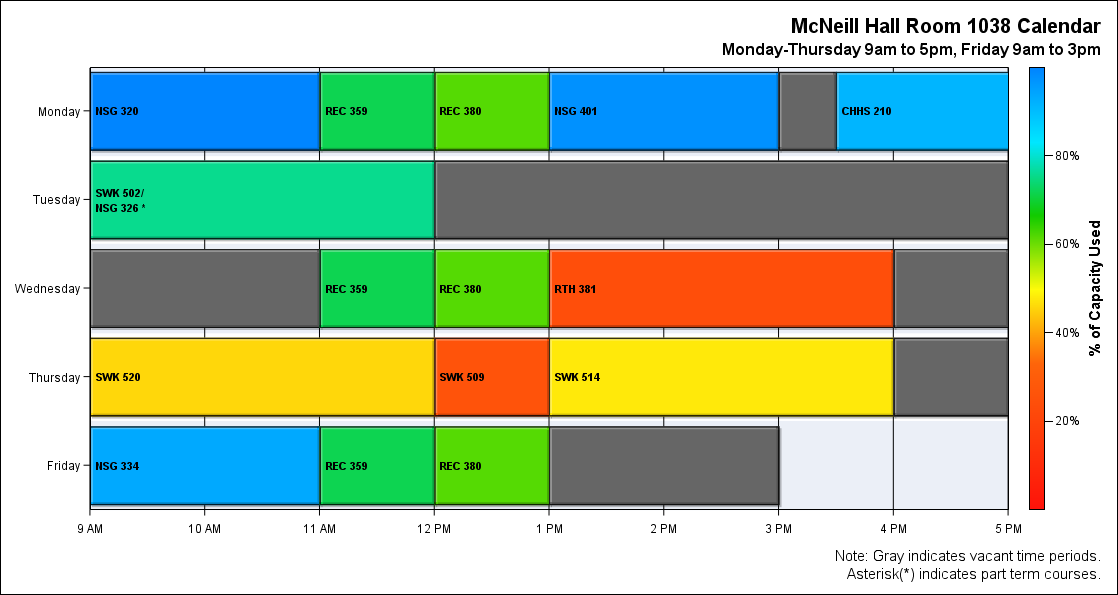 McNeill Hall Room 1038 Calendar
Monday-Thursday 9am to 5pm, Friday 9am to 3pm
Monday
NSG 320
REC 359
REC 380
NSG 401
CHHS 210
Tuesday
SWK 502/
NSG 326 *
Wednesday
REC 359
REC 380
RTH 381
Thursday
SWK 520
SWK 509
SWK 514
Friday
NSG 334
REC 359
REC 380
9 AM
10 AM
11 AM
12 PM
1 PM
2 PM
3 PM
4 PM
5 PM
80%
60%
40%
20%
% of Capacity Used
Note: Gray indicates vacant time periods.
Asterisk(*) indicates part term courses.